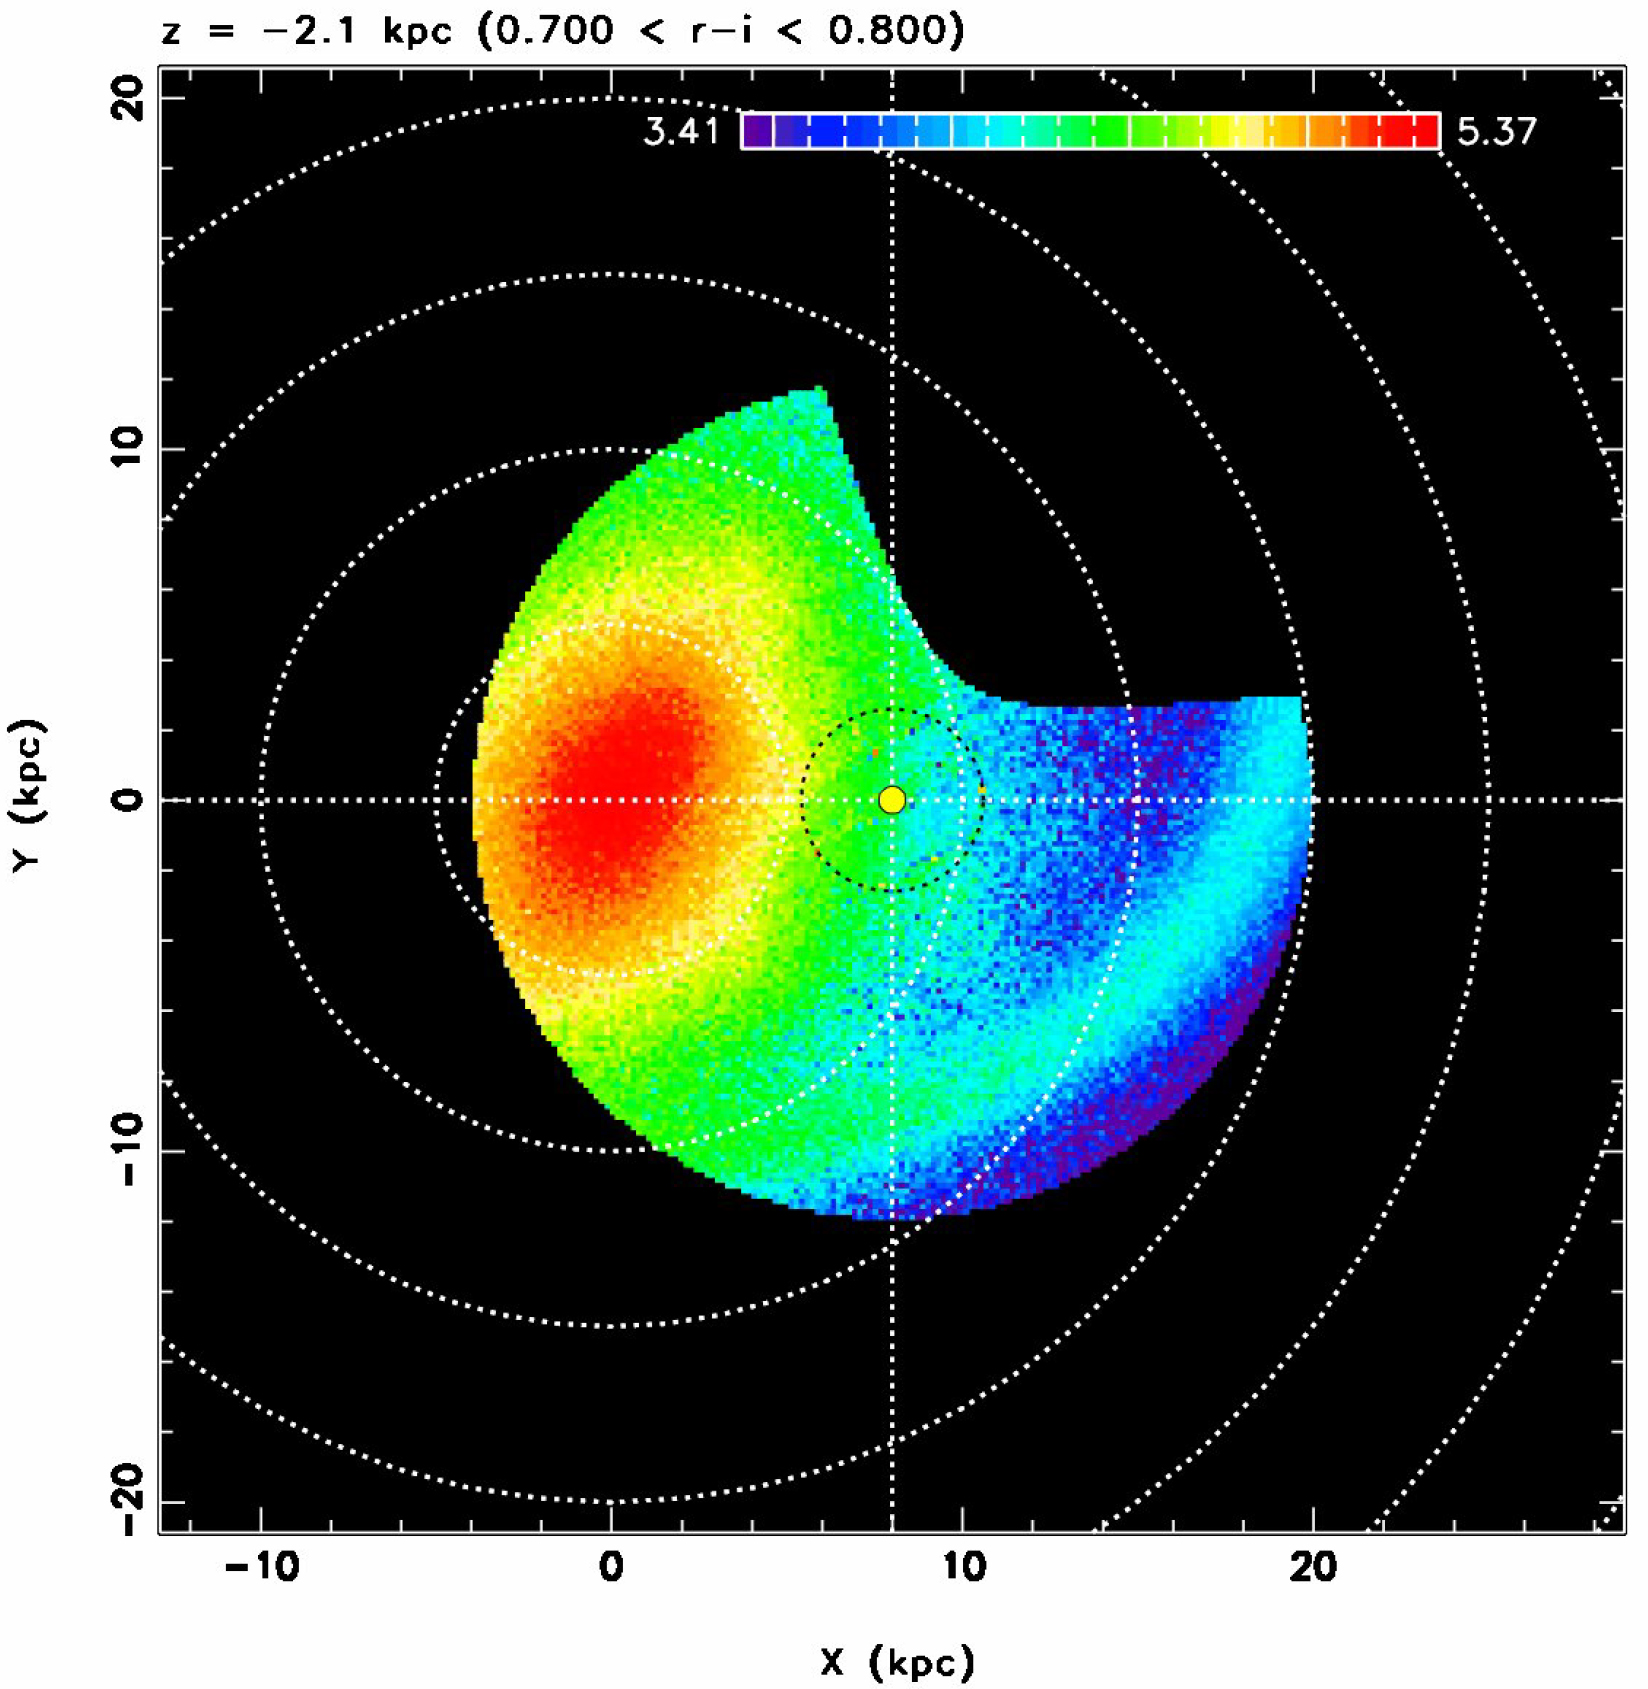 z = −2.1 kpc (0.700 < r−i < 0.800)
3.41 5.37
20
10
0
−10
−20
Y (kpc)
−10 0 10 20
X (kpc)